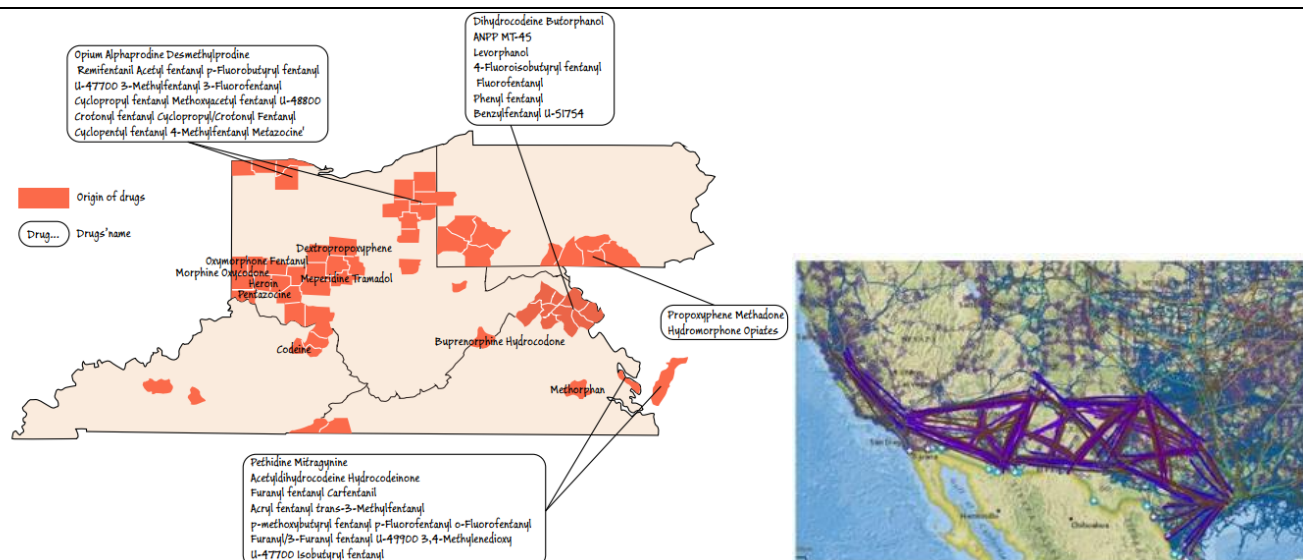 Opium Alphaprodine Desmethylprodine
Remifentanil Acetyl fentanyl p-Fluorobutyryl fentanyl
U-47700 3-Methylfentanyl 3-Fluorofentanyl
Cyclopropyl fentanyl Methoxyacetyl fentanyl U-48800
Crotonyl fentanyl Cyclopropyl/Crotonyl Fentanyl
Cyclopentyl fentanyl 4-Methylfentanyl Metazocine'
Dihydrocodeine Butorphanol
ANPP MT-45
Levorphanol
4-Fluoroisobutyryl fentanyl
Fluorofentanyl
Phenyl fentanyl
Benzylfentanyl U-51754
Origin of drugs
Drug...
Drugs'name
Dextropropoxyphene
Oxymorphone Fentanyl
Morphine Oxycodone
Meperidine Tramadol
Heroin
Pentazocine
Codeine
Buprenorphine Hydrocodone
Methorphan
Propoxyphene Methadone
Hydromorphone Opiates
Pethidine Mitragynine
Acetyldihydrocodeine Hydrocodeinone
Furanyl fentanyl Carfentanil
Acryl fentanyl trans-3-Methylfentanyl
p-methoxybutyryl fentanyl p-Fluorofentanyl o-Fluorofentanyl
Furanyl/3-Furanyl fentanyl U-49900 3,4-Methylenedioxy
U-47700 Isobutyryl fentanyl
San Diego
Hermosillo
Chihuahua